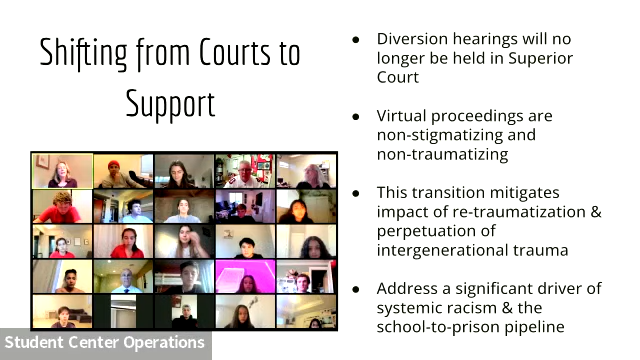 Shifting from Courts to
Support
● Diversion hearings will no
longer be held in Superior
Court
● Virtual proceedings are
non-stigmatizing and
non-traumatizing
● This transition mitigates
impact of re-traumatization &
perpetuation of
intergenerational trauma
● Address a significant driver of
systemic racism & the
school-to-prison pipeline
Student Center Operations